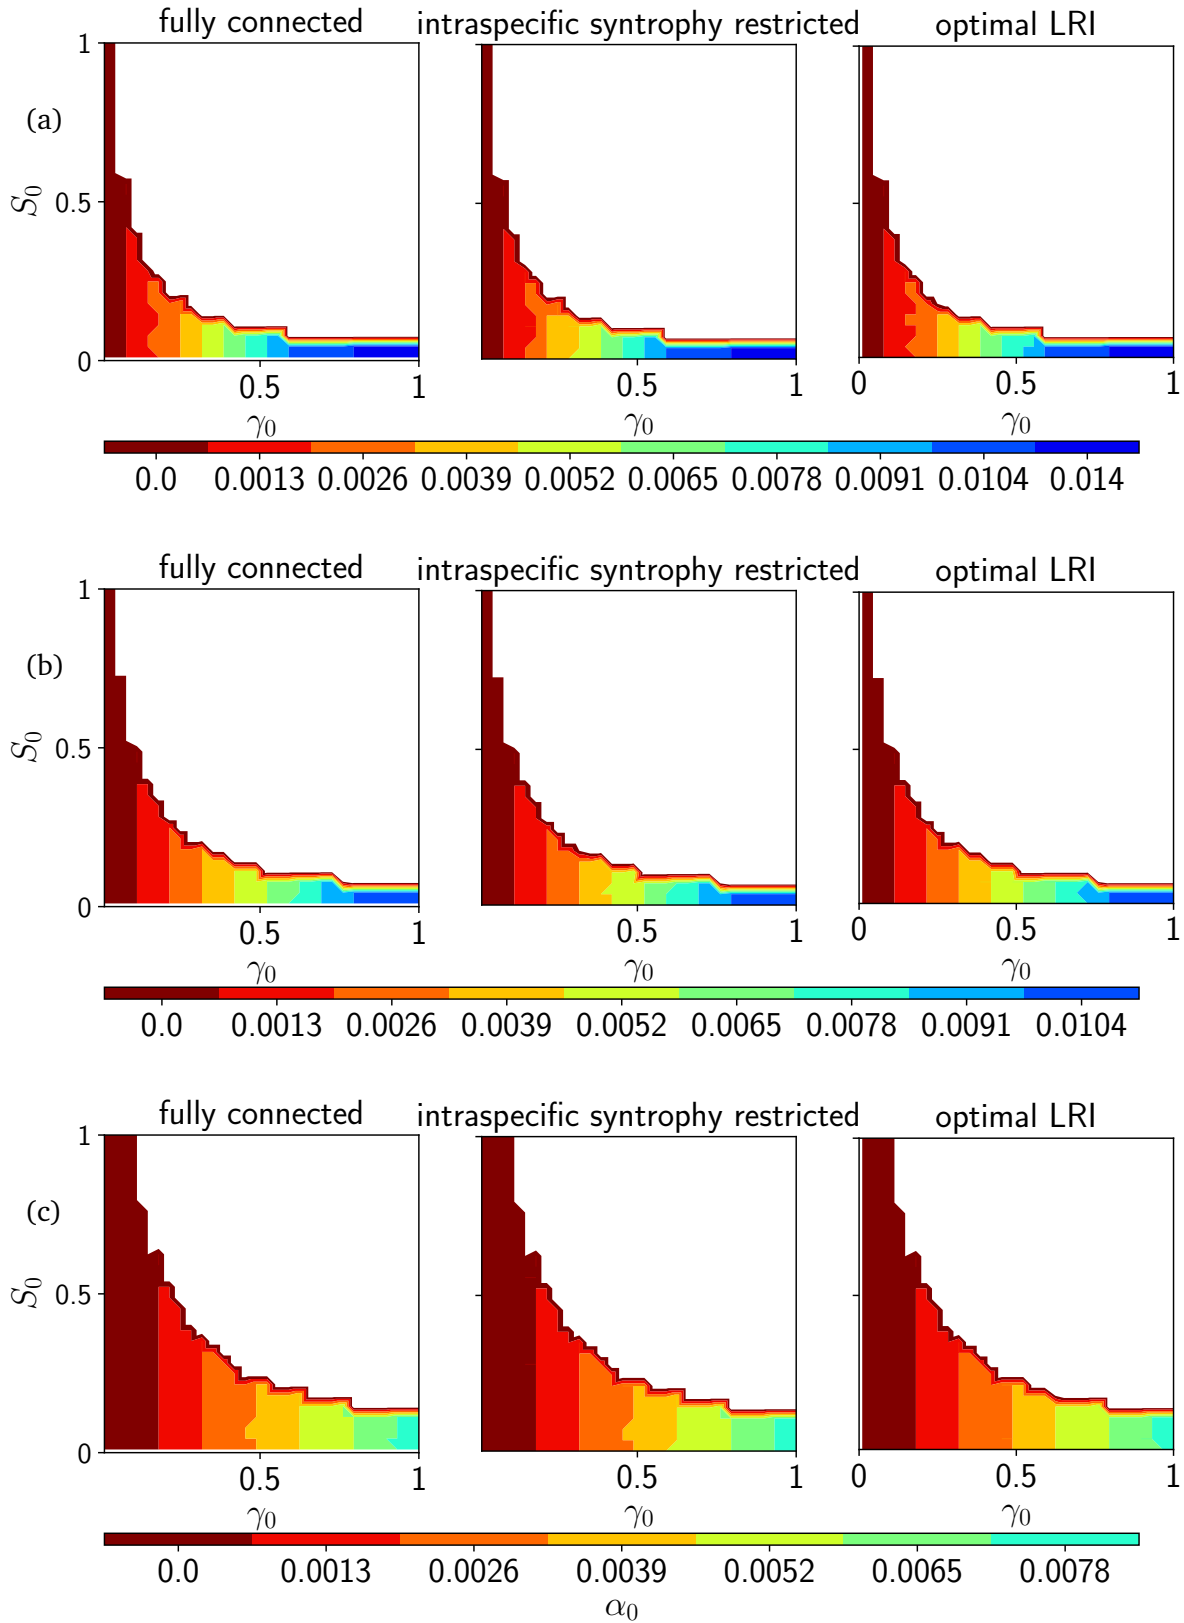 fully connected intraspecific syntrophy restricted optimal LRI
1
(a)
S₀ 0.5
0 0
0.5 1 0.5 1 0.5 1
γ₀ γ₀ γ₀
0.0 0.0013 0.0026 0.0039 0.0052 0.0065 0.0078 0.0091 0.0104 0.014
fully connected intraspecific syntrophy restricted optimal LRI
1
(b)
S₀ 0.5
0 0
0.5 1 0.5 1 0.5 1
γ₀ γ₀ γ₀
0.0 0.0013 0.0026 0.0039 0.0052 0.0065 0.0078 0.0091 0.0104
fully connected intraspecific syntrophy restricted optimal LRI
1
(c)
S₀ 0.5
0 0
0.5 1 0.5 1 0.5 1
γ₀ γ₀ γ₀
0.0 0.0013 0.0026 0.0039 0.0052 0.0065 0.0078
α₀